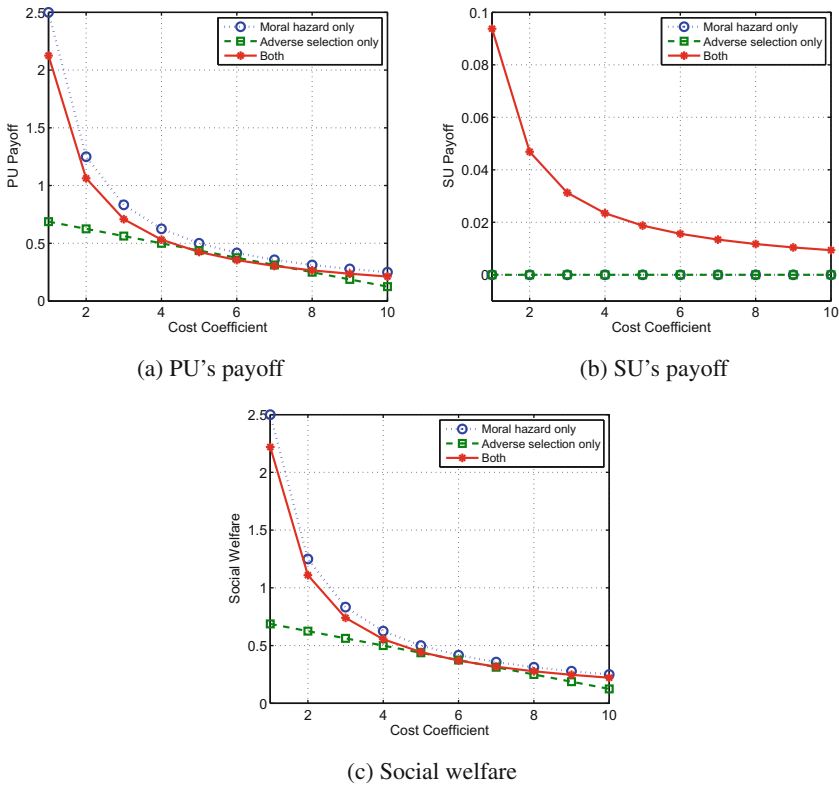 2.5
2
1.5
1
0.5
0
PU Payoff
Moral hazard only
Adverse selection only
Both
2
4
6
8
10
Cost Coefficient
(a) PU's payoff
0.1
0.08
0.06
0.04
0.02
0
SU Payoff
Moral hazard only
Adverse selection only
Both
2
4
6
8
10
Cost Coefficient
(b) SU's payoff
2.5
2
1.5
1
0.5
0
Social Welfare
Moral hazard only
Adverse selection only
Both
2
4
6
8
10
Cost Coefficient
(c) Social welfare